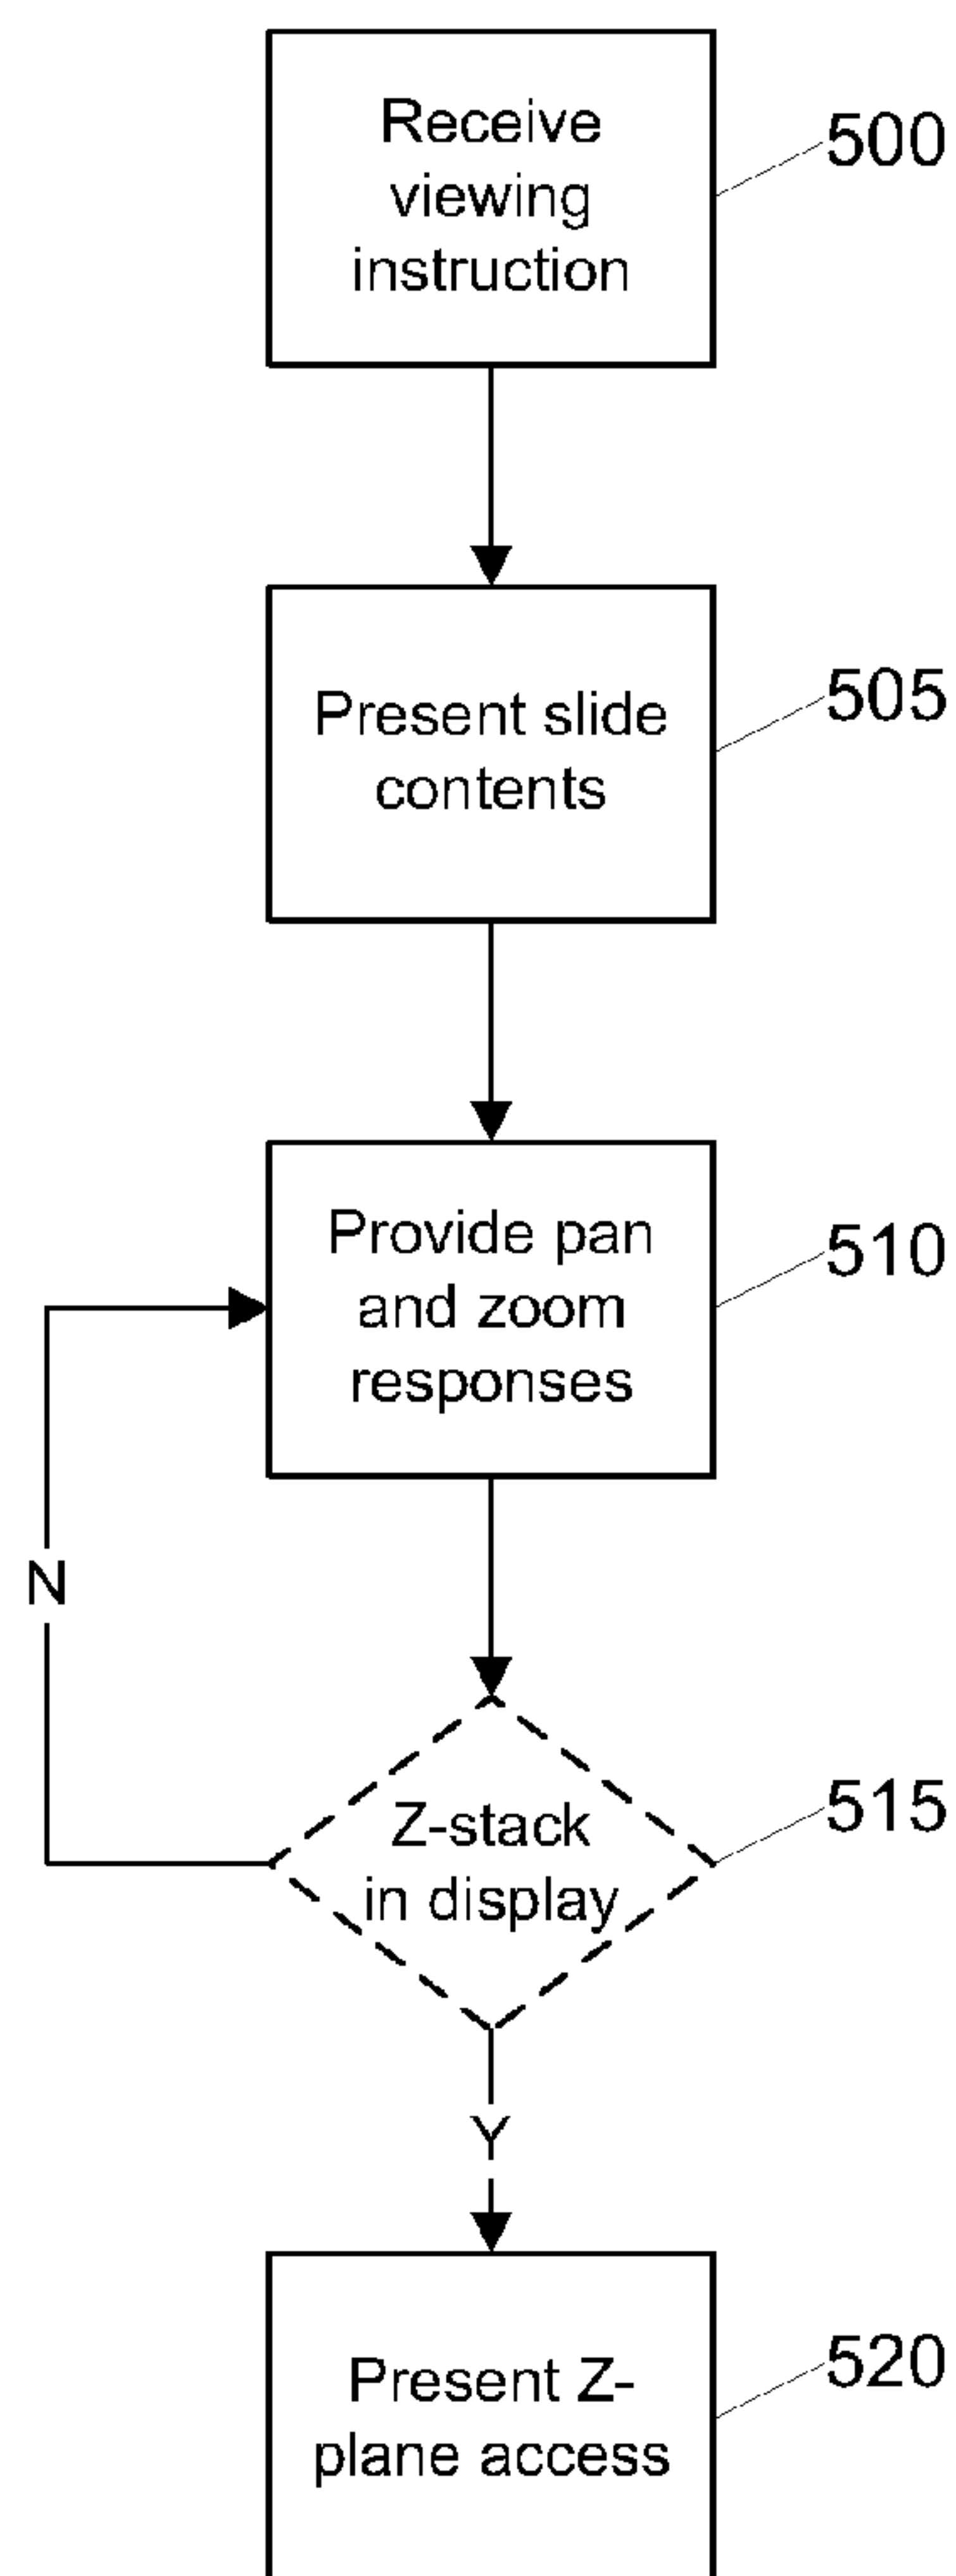 Receive
viewing
instruction
500
Present slide
contents
505
Provide pan
and zoom
responses
510
N
Z-stack
in display
515
Y
Present Z-
plane access
520